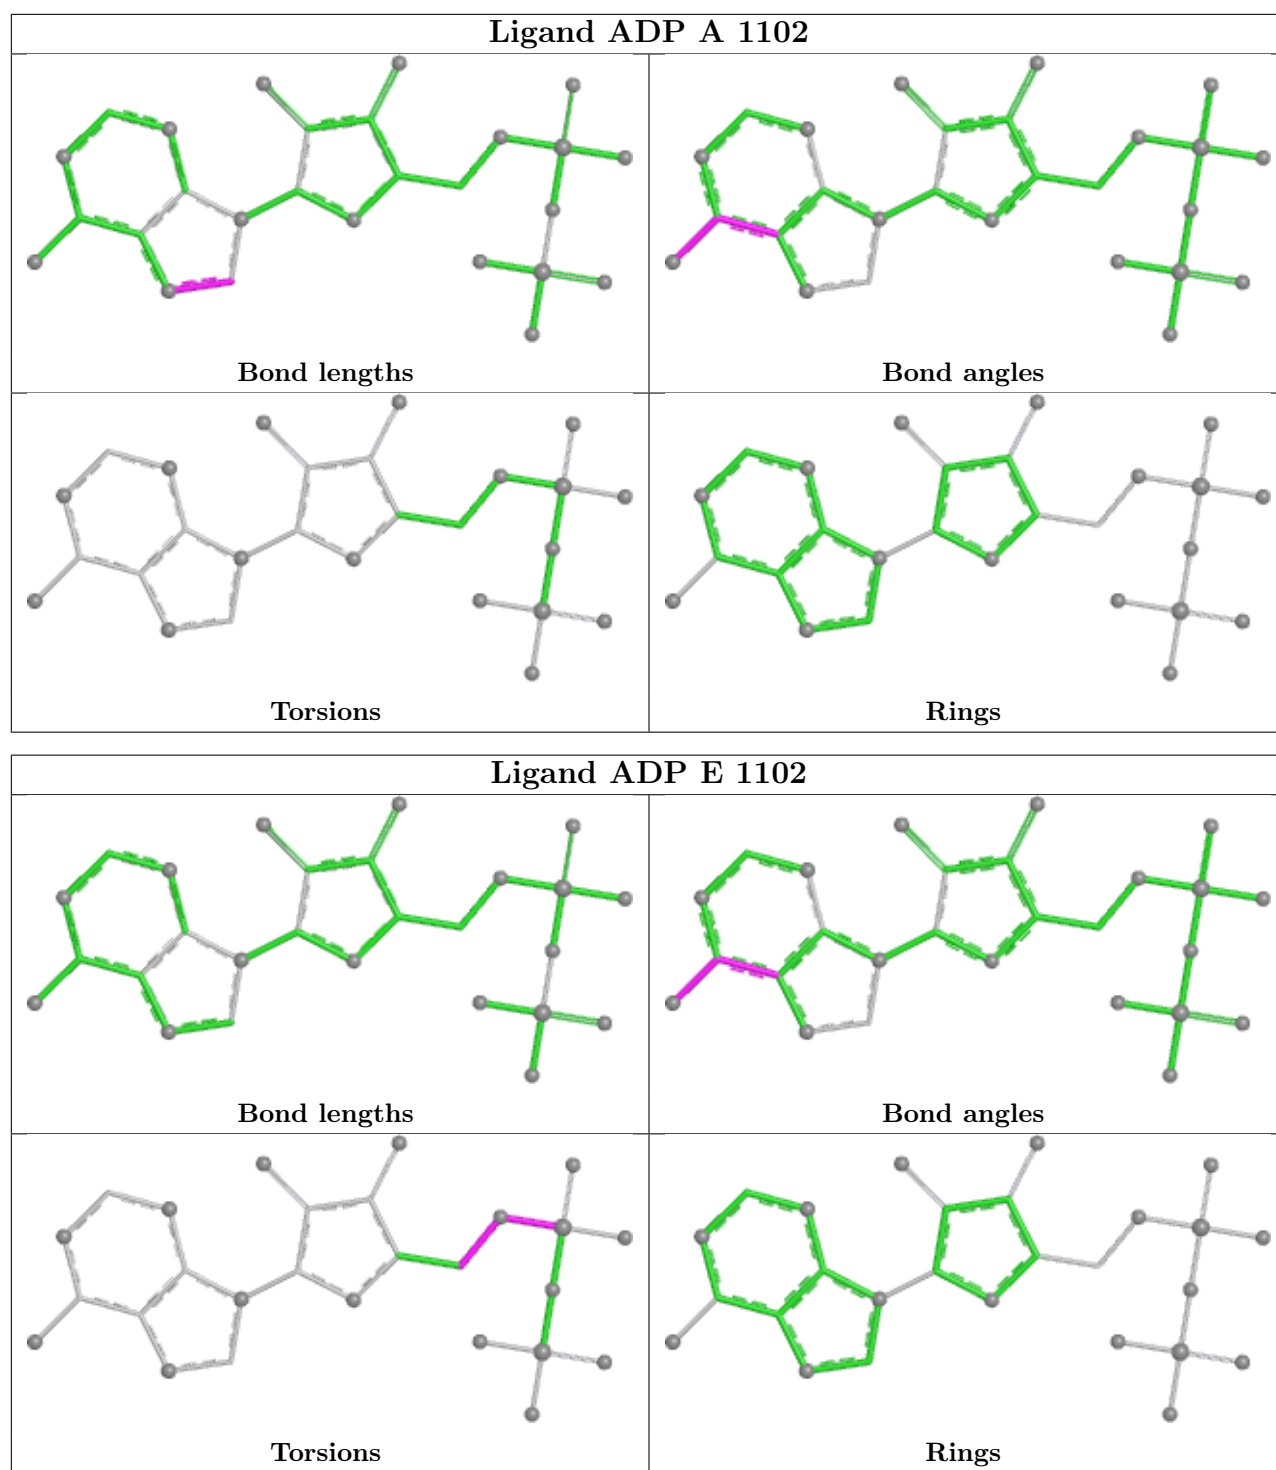 Ligand ADP A 1102
Bond lengths
Bond angles
Torsions
Rings
Ligand ADP E 1102
Bond lengths
Bond angles
Torsions
Rings